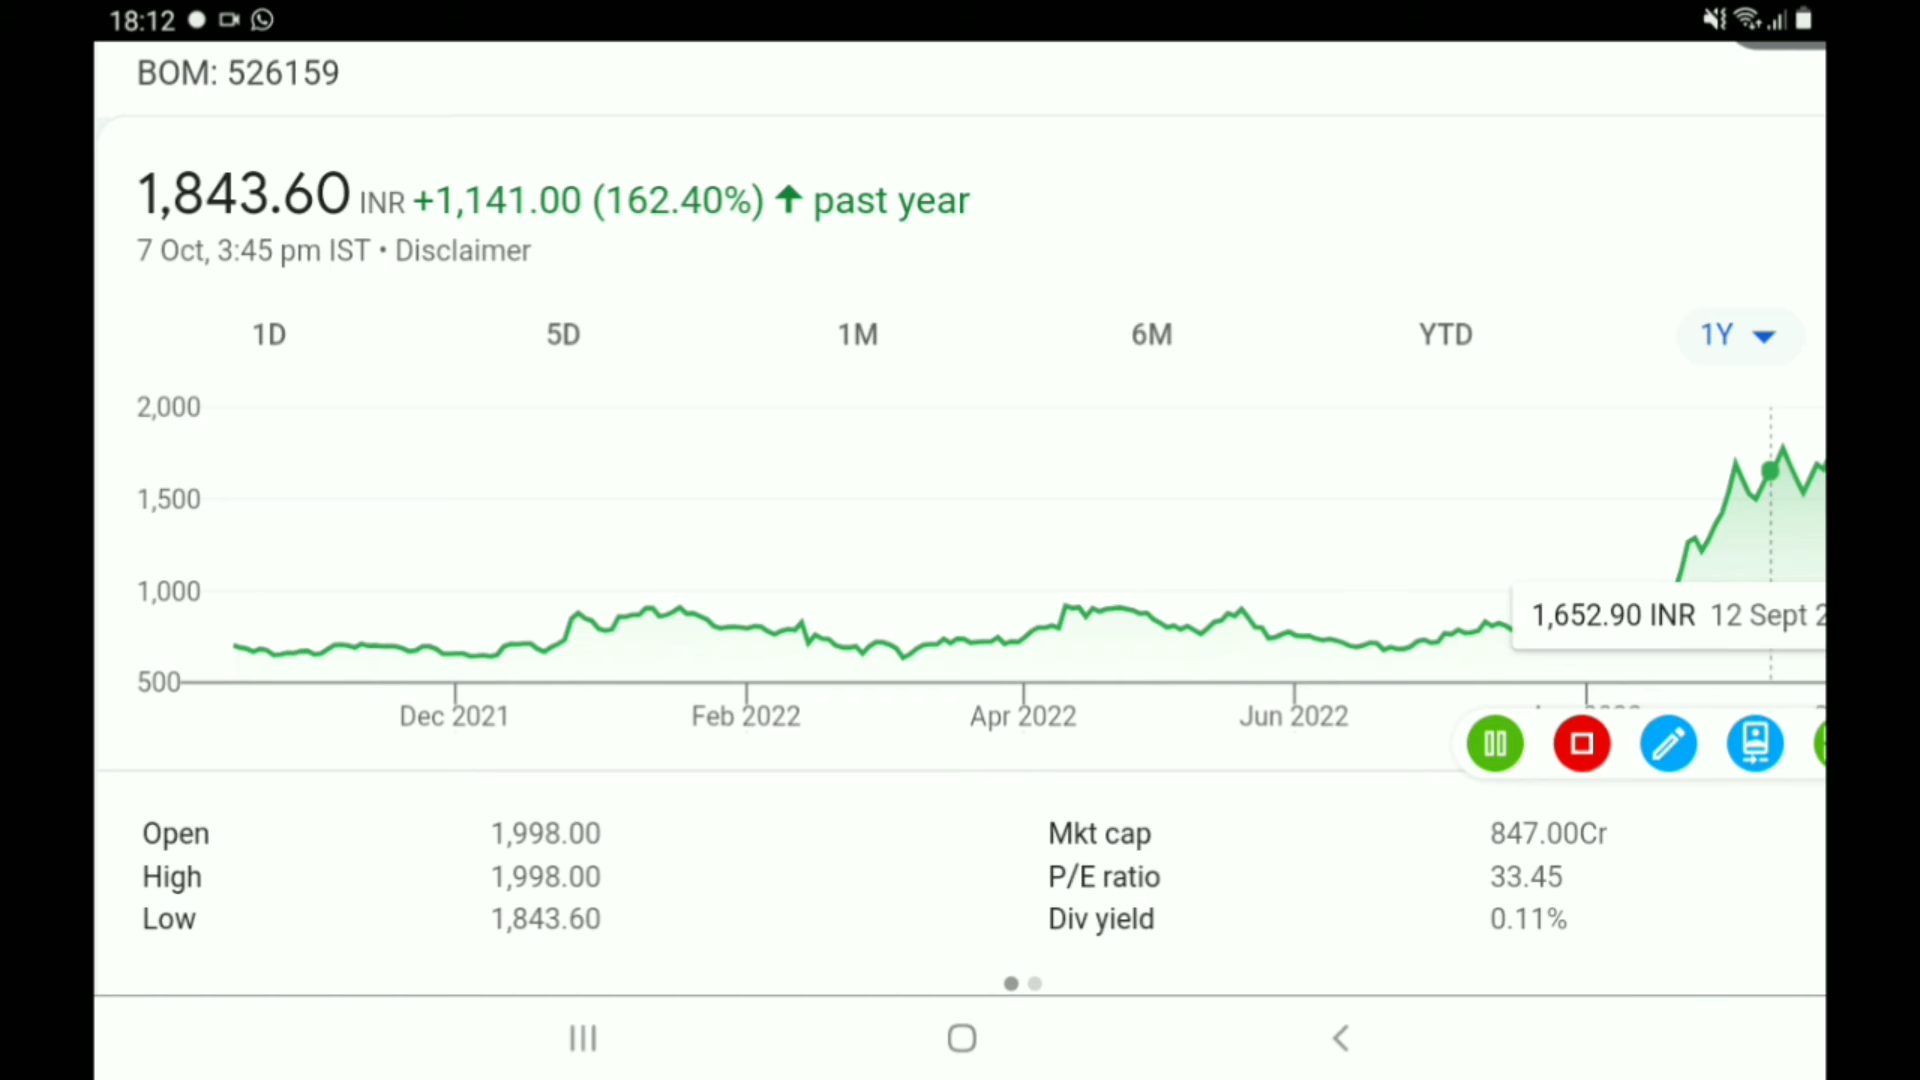 18:12
BOM: 526159
1,843.60 INR +1,141.00 (162.40%) ↑ past year
7 Oct, 3:45 pm IST • Disclaimer
1D 5D 1M 6M YTD 1Y
2,000
1,500
1,000
1,652.90 INR 12 Sept 2
500
Dec 2021 Feb 2022 Apr 2022 Jun 2022
Open 1,998.00 Mkt cap 847.00Cr
High 1,998.00 P/E ratio 33.45
Low 1,843.60 Div yield 0.11%